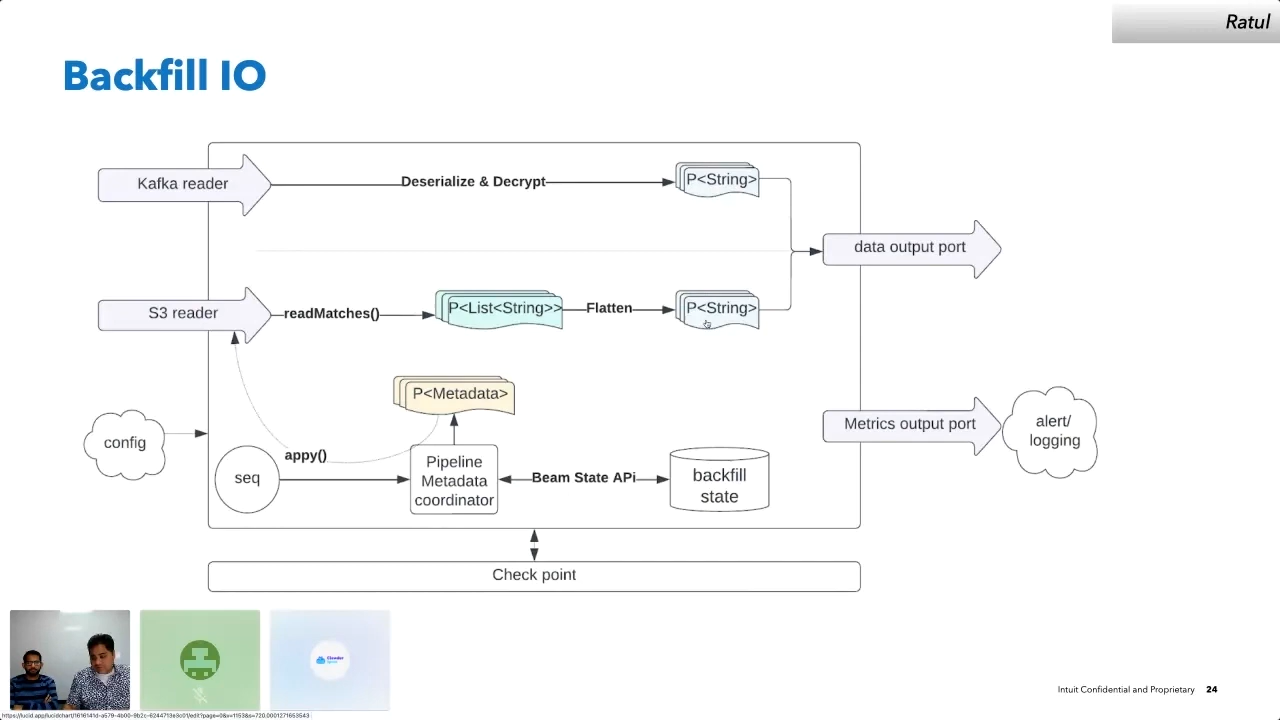 Ratul
Backfill IO
Kafka reader
Deserialize & Decrypt
P<String>
data output port
S3 reader
readMatches()
P<List<String>>
Flatten
P<String>
P<Metadata>
Metrics output port
alert/
logging
config
appy()
seq
Pipeline
Metadata
coordinator
Beam State APi
backfill
state
Check point
Intuit Confidential and Proprietary 24